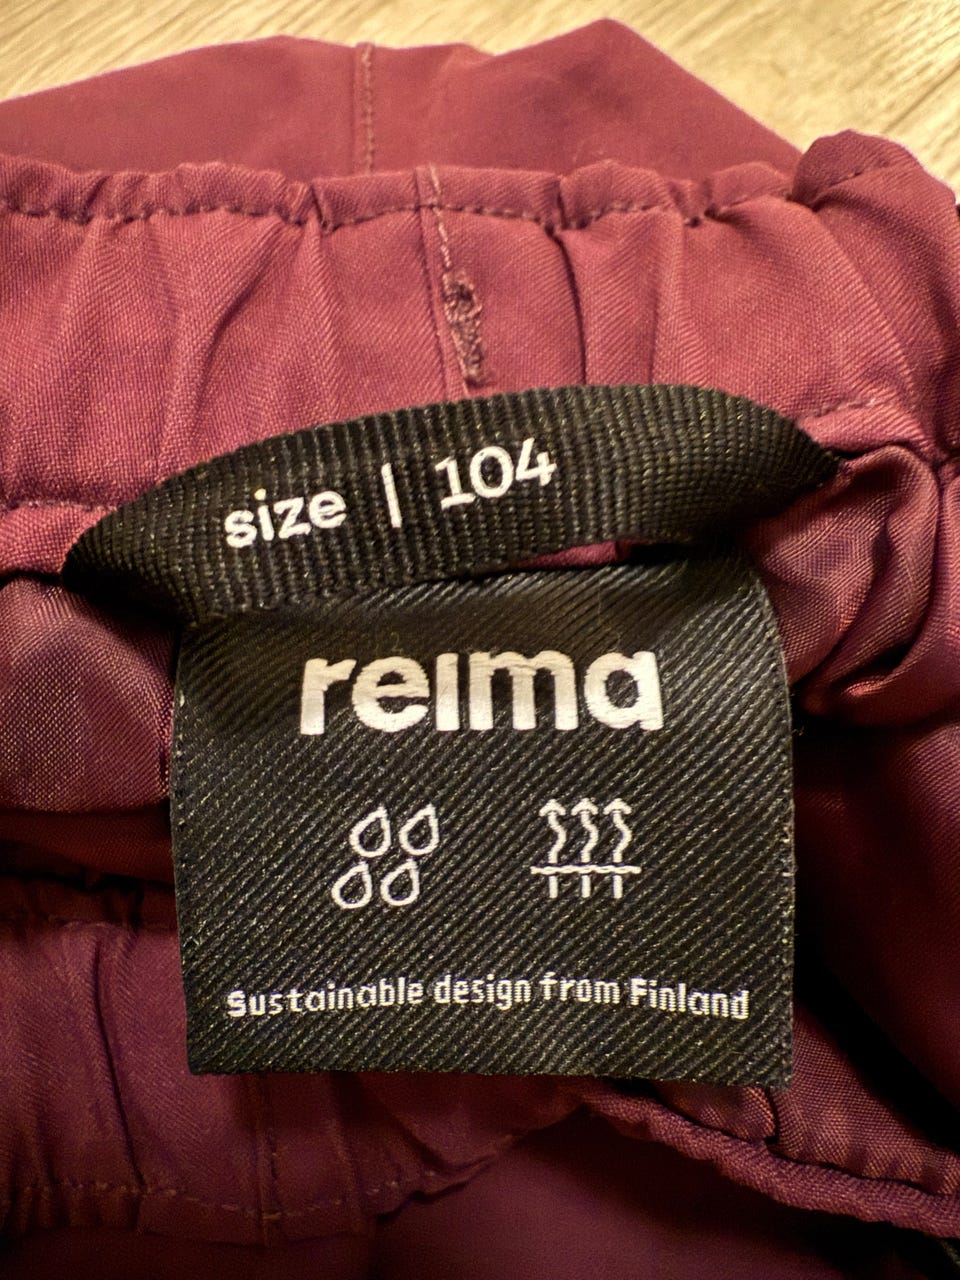 size | 104
reima
Sustainable design from Finland